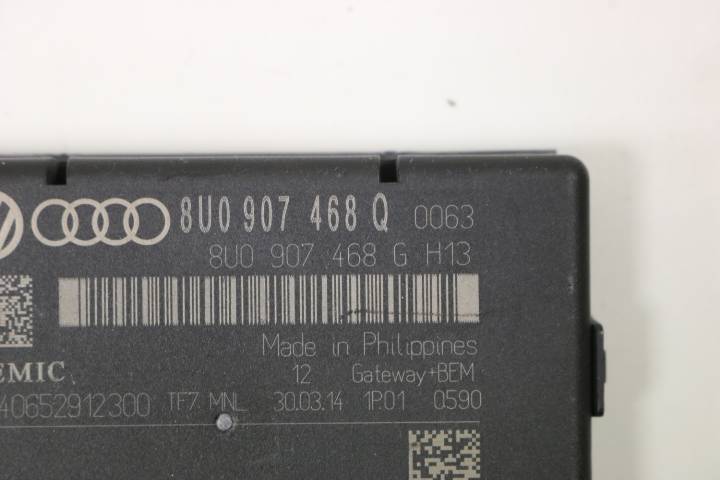 8U0 907 468 Q 0063
8U0 907 468 G H13
Made in Philippines
EMIC 12 Gateway+BEM
40652912300 TF7 MNL 30.03.14 1P01 0590